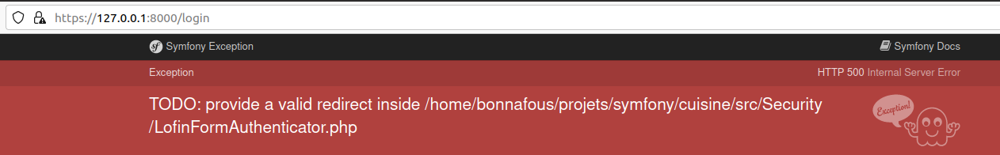 https://127.0.0.1:8000/login
sf Symfony Exception Symfony Docs
Exception HTTP 500 Internal Server Error
TODO: provide a valid redirect inside /home/bonnafous/projets/symfony/cuisine/src/Security
/LofinFormAuthenticator.php
Exception!